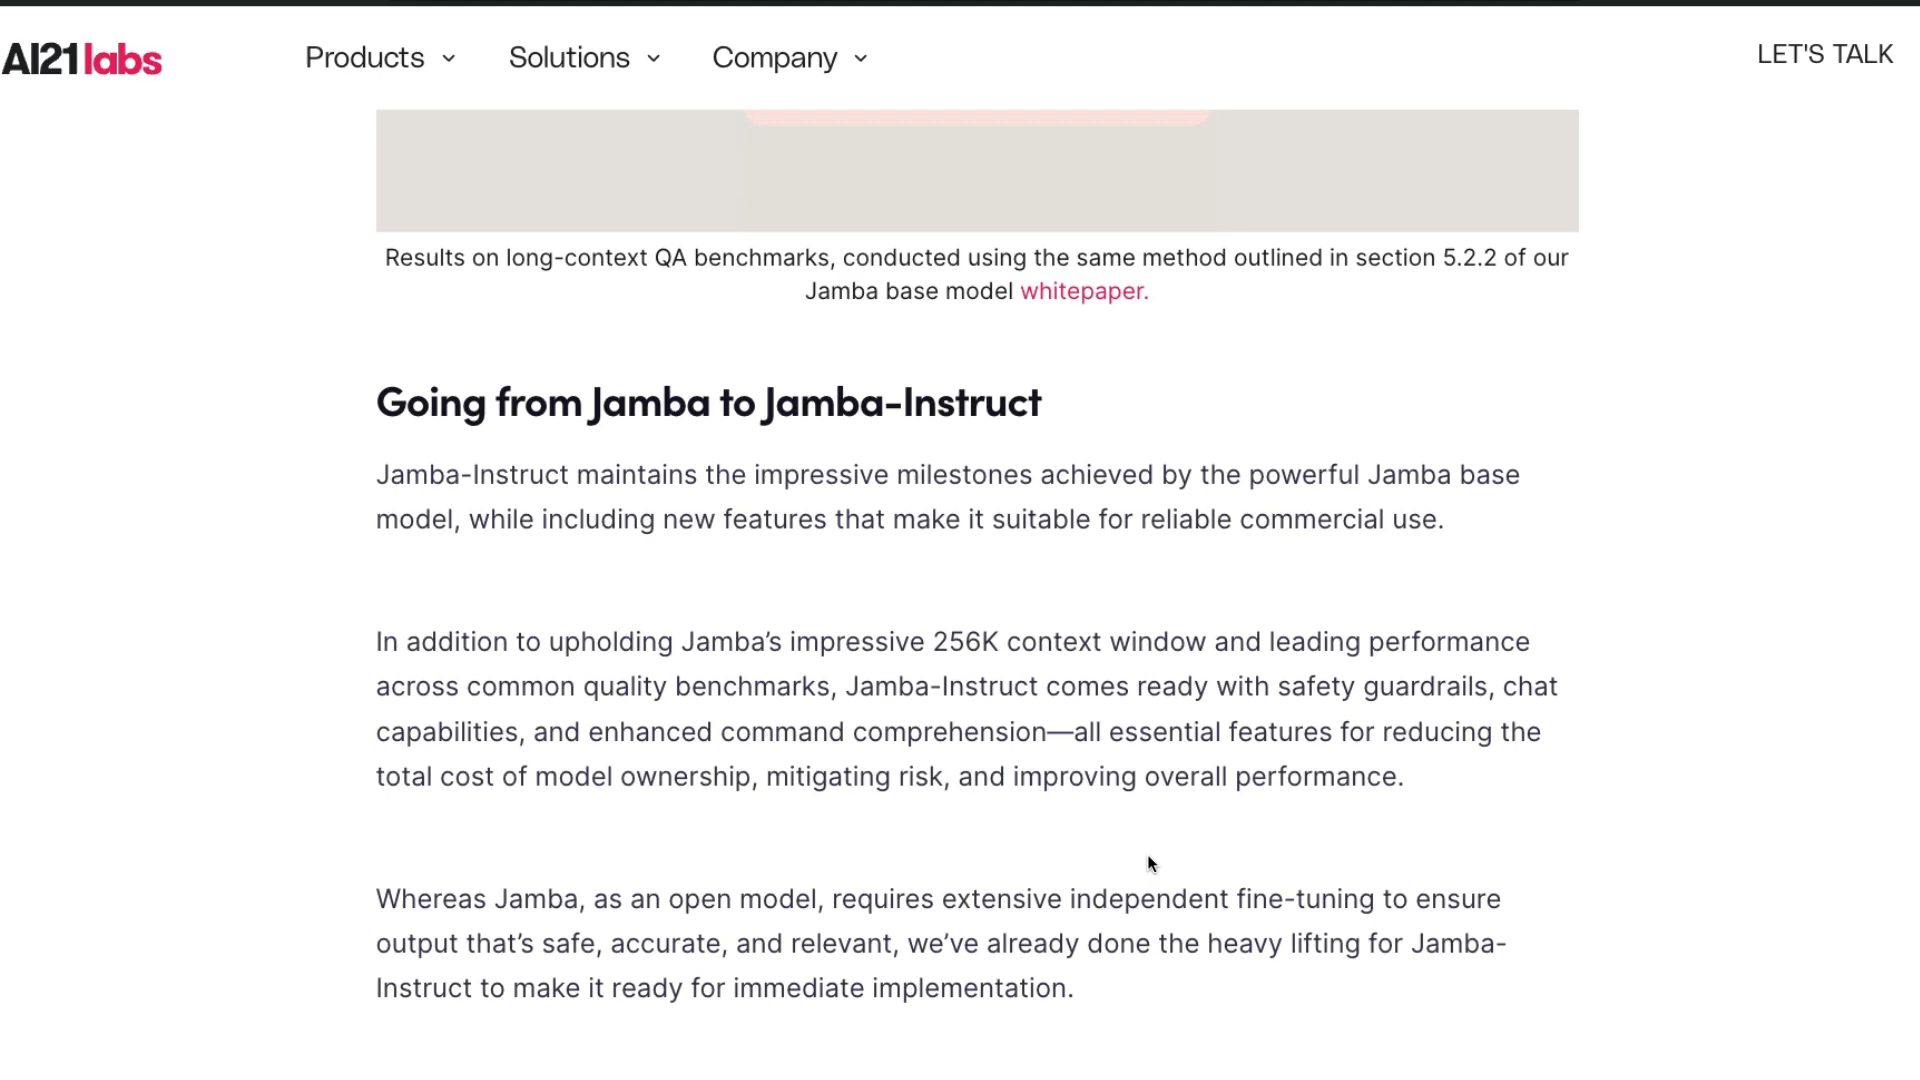 AI21labs
Products
Solutions
Company
LET'S TALK
Results on long-context QA benchmarks, conducted using the same method outlined in section 5.2.2 of our
Jamba base model whitepaper.
Going from Jamba to Jamba-Instruct
Jamba-Instruct maintains the impressive milestones achieved by the powerful Jamba base
model, while including new features that make it suitable for reliable commercial use.
In addition to upholding Jamba’s impressive 256K context window and leading performance
across common quality benchmarks, Jamba-Instruct comes ready with safety guardrails, chat
capabilities, and enhanced command comprehension—all essential features for reducing the
total cost of model ownership, mitigating risk, and improving overall performance.
Whereas Jamba, as an open model, requires extensive independent fine-tuning to ensure
output that’s safe, accurate, and relevant, we’ve already done the heavy lifting for Jamba-
Instruct to make it ready for immediate implementation.